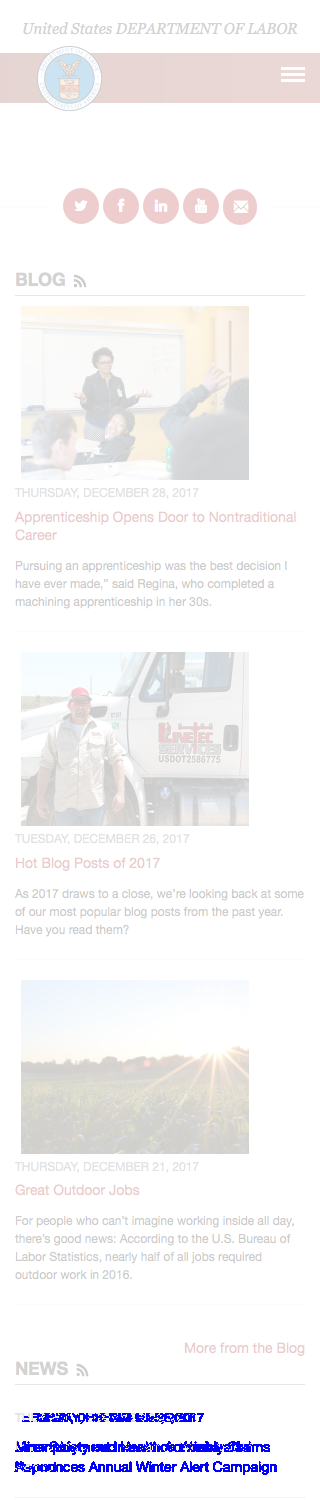 United States DEPARTMENT OF LABOR
BLOG
THURSDAY, DECEMBER 28, 2017
Apprenticeship Opens Door to Nontraditional
Career
Pursuing an apprenticeship was the best decision I
have ever made,” said Regina, who completed a
machining apprenticeship in her 30s.
LINETEC
SERVICES
USDOT2586775
TUESDAY, DECEMBER 26, 2017
Hot Blog Posts of 2017
As 2017 draws to a close, we’re looking back at some
of our most popular blog posts from the past year.
Have you read them?
THURSDAY, DECEMBER 21, 2017
Great Outdoor Jobs
For people who can’t imagine working inside all day,
there’s good news: According to the U.S. Bureau of
Labor Statistics, nearly half of all jobs required
outdoor work in 2016.
More from the Blog
NEWS
Annual Winter Alert Campaign